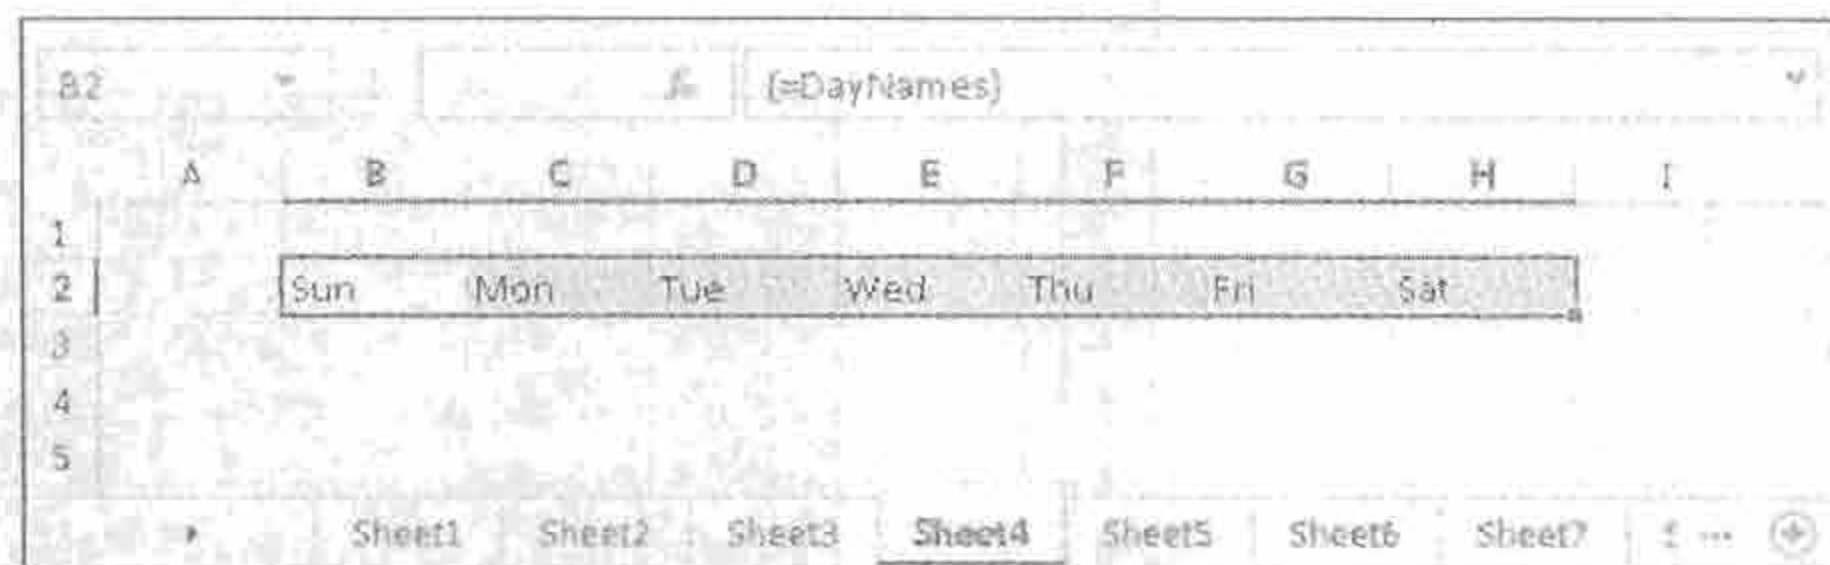 B2 fx {=DayNames}
A B C D E F G H I
1
2 Sun Mon Tue Wed Thu Fri Sat
3
4
5
Sheet1 Sheet2 Sheet3 Sheet4 Sheet5 Sheet6 Sheet7 ...